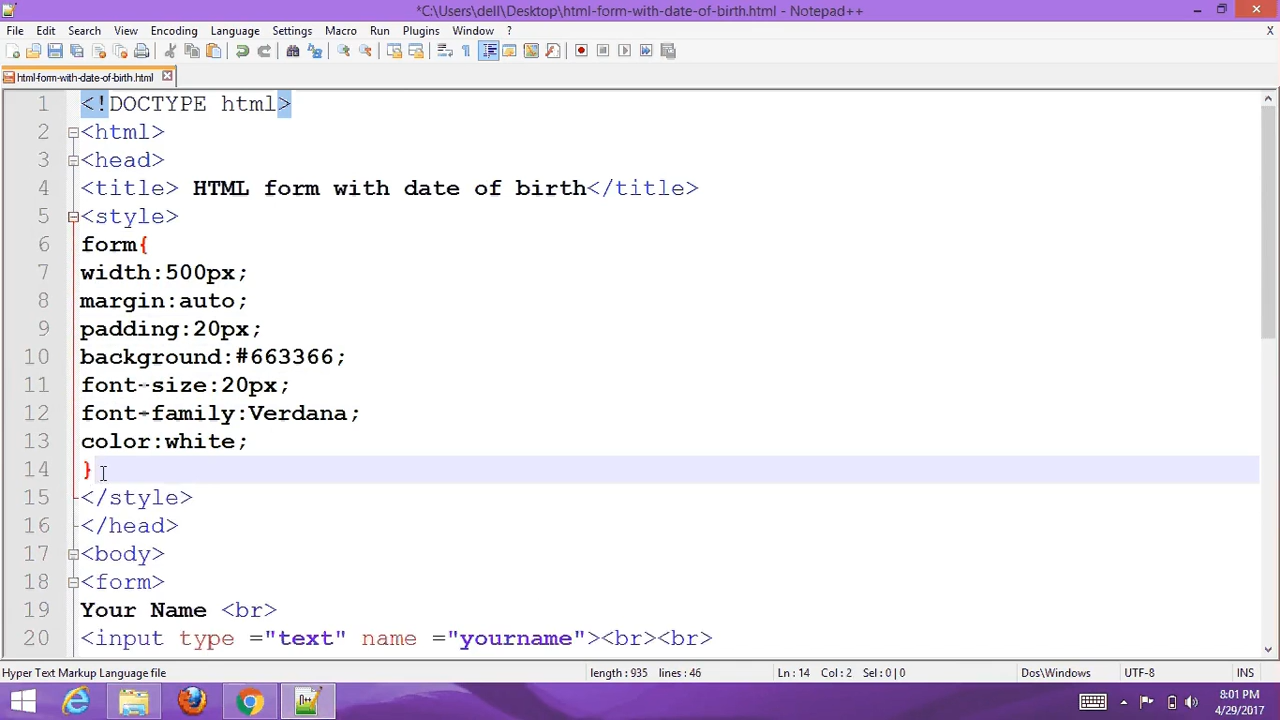 *C:\Users\dell\Desktop\html-form-with-date-of-birth.html - Notepad++
File Edit Search View Encoding Language Settings Macro Run Plugins Window ? X
html-form-with-date-of-birth.html
1 <!DOCTYPE html>
2 <html>
3 <head>
4 <title> HTML form with date of birth</title>
5 <style>
6 form{
7 width:500px;
8 margin:auto;
9 padding:20px;
10 background:#663366;
11 font-size:20px;
12 font-family:Verdana;
13 color:white;
14 }
15 </style>
16 </head>
17 <body>
18 <form>
19 Your Name <br>
20 <input type ="text" name ="yourname"><br><br>
Hyper Text Markup Language file length : 935 lines : 46 Ln : 14 Col : 2 Sel : 0 | 0 Dos\Windows UTF-8 INS
8:01 PM
4/29/2017